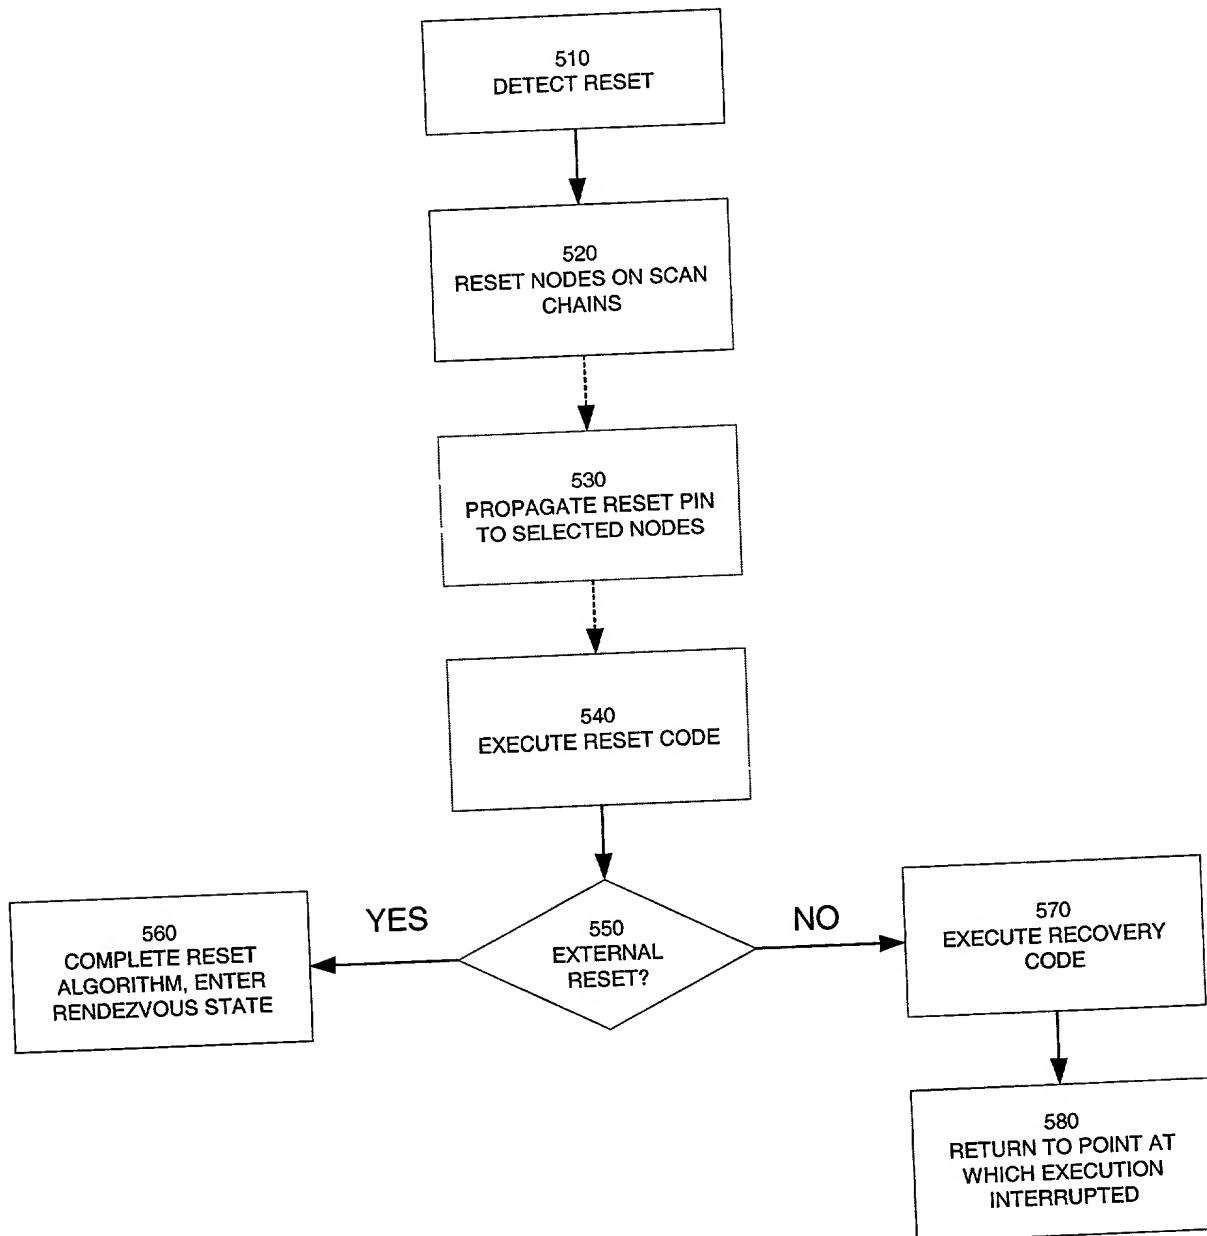 510
DETECT RESET
520
RESET NODES ON SCAN
CHAINS
530
PROPAGATE RESET PIN
TO SELECTED NODES
540
EXECUTE RESET CODE
550
EXTERNAL
RESET?
YES
NO
560
COMPLETE RESET
ALGORITHM, ENTER
RENDEZVOUS STATE
570
EXECUTE RECOVERY
CODE
580
RETURN TO POINT AT
WHICH EXECUTION
INTERRUPTED